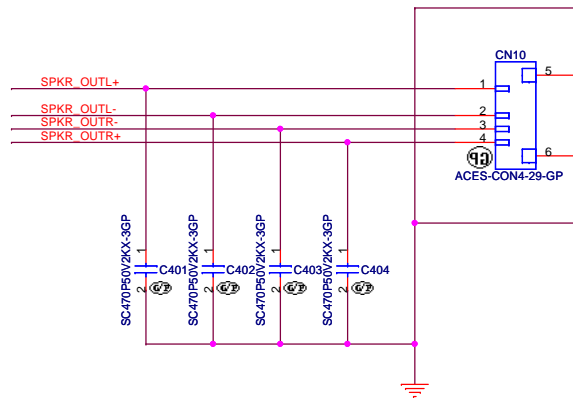 CN10
SPKR_OUTL+
1
5
SPKR_OUTL-
2
SPKR_OUTR-
3
SPKR_OUTR+
4
6
GP
ACES-CON4-29-GP
SC470P50V2KX-3GP
1
C401
2
G/P
SC470P50V2KX-3GP
1
C402
2
G/P
SC470P50V2KX-3GP
1
C403
2
G/P
SC470P50V2KX-3GP
1
C404
2
G/P